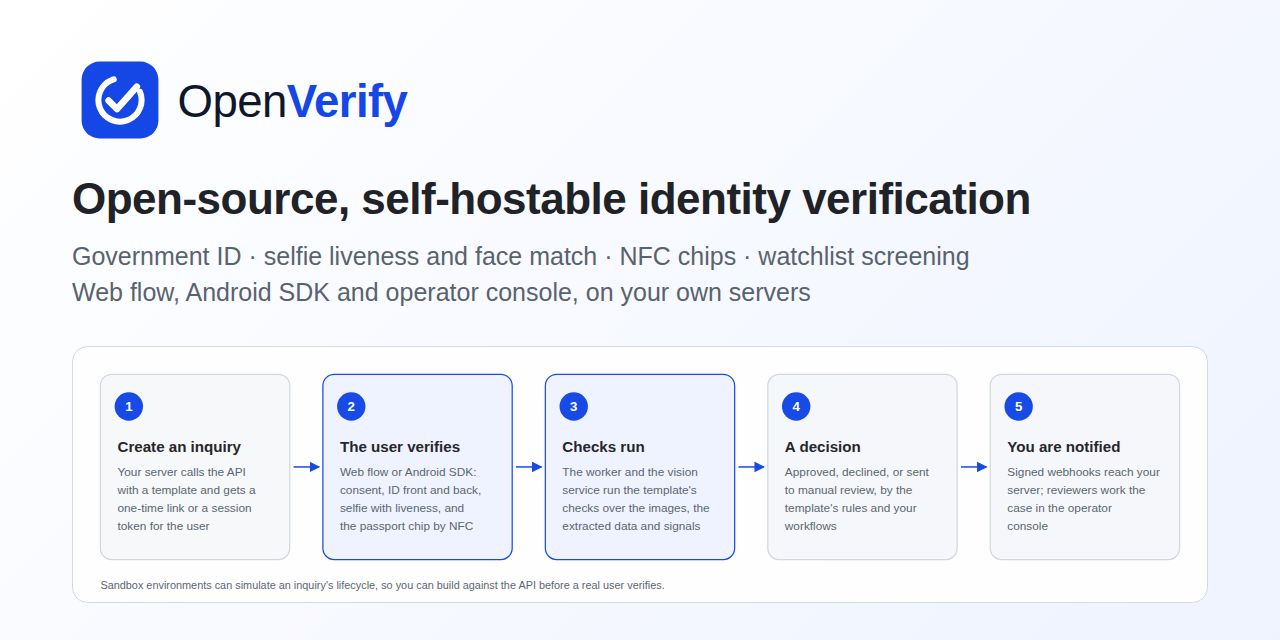 OpenVerify
Open-source, self-hostable identity verification
Government ID · selfie liveness and face match · NFC chips · watchlist screening
Web flow, Android SDK and operator console, on your own servers
1
Create an inquiry
Your server calls the API
with a template and gets a
one-time link or a session
token for the user
2
The user verifies
Web flow or Android SDK:
consent, ID front and back,
selfie with liveness, and
the passport chip by NFC
3
Checks run
The worker and the vision
service run the template's
checks over the images, the
extracted data and signals
4
A decision
Approved, declined, or sent
to manual review, by the
template's rules and your
workflows
5
You are notified
Signed webhooks reach your
server; reviewers work the
case in the operator
console
Sandbox environments can simulate an inquiry's lifecycle, so you can build against the API before a real user verifies.